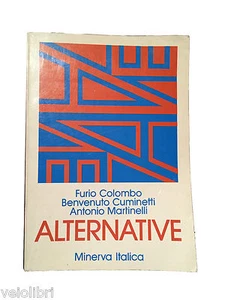 Furio Colombo
Benvenuto Cuminetti
Antonio Martinelli
ALTERNATIVE
Minerva Italica
velolibri